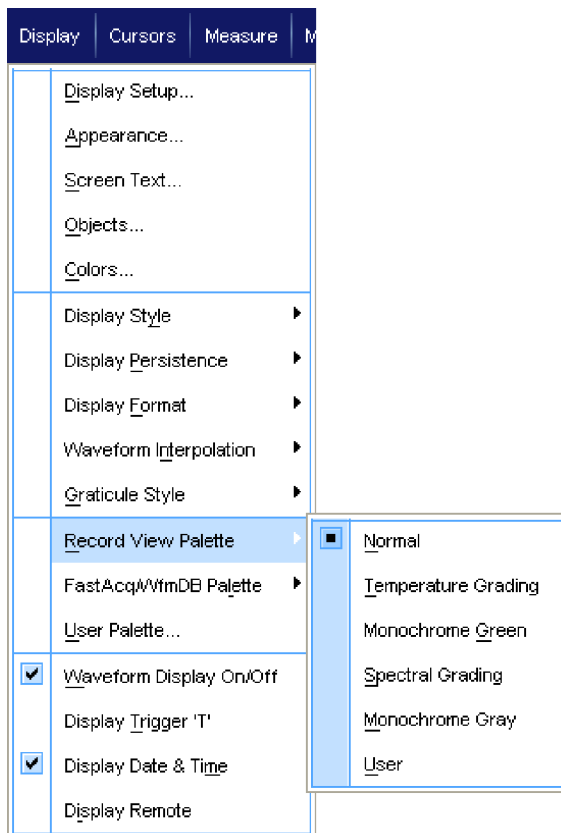 Display Cursors Measure M
Display Setup...
Appearance...
Screen Text...
Objects...
Colors...
Display Style
Display Persistence
Display Format
Waveform Interpolation
Graticule Style
Record View Palette
Normal
FastAcq/WfmDB Palette
Temperature Grading
User Palette...
Monochrome Green
Waveform Display On/Off
Spectral Grading
Display Trigger 'T'
Monochrome Gray
Display Date & Time
User
Display Remote